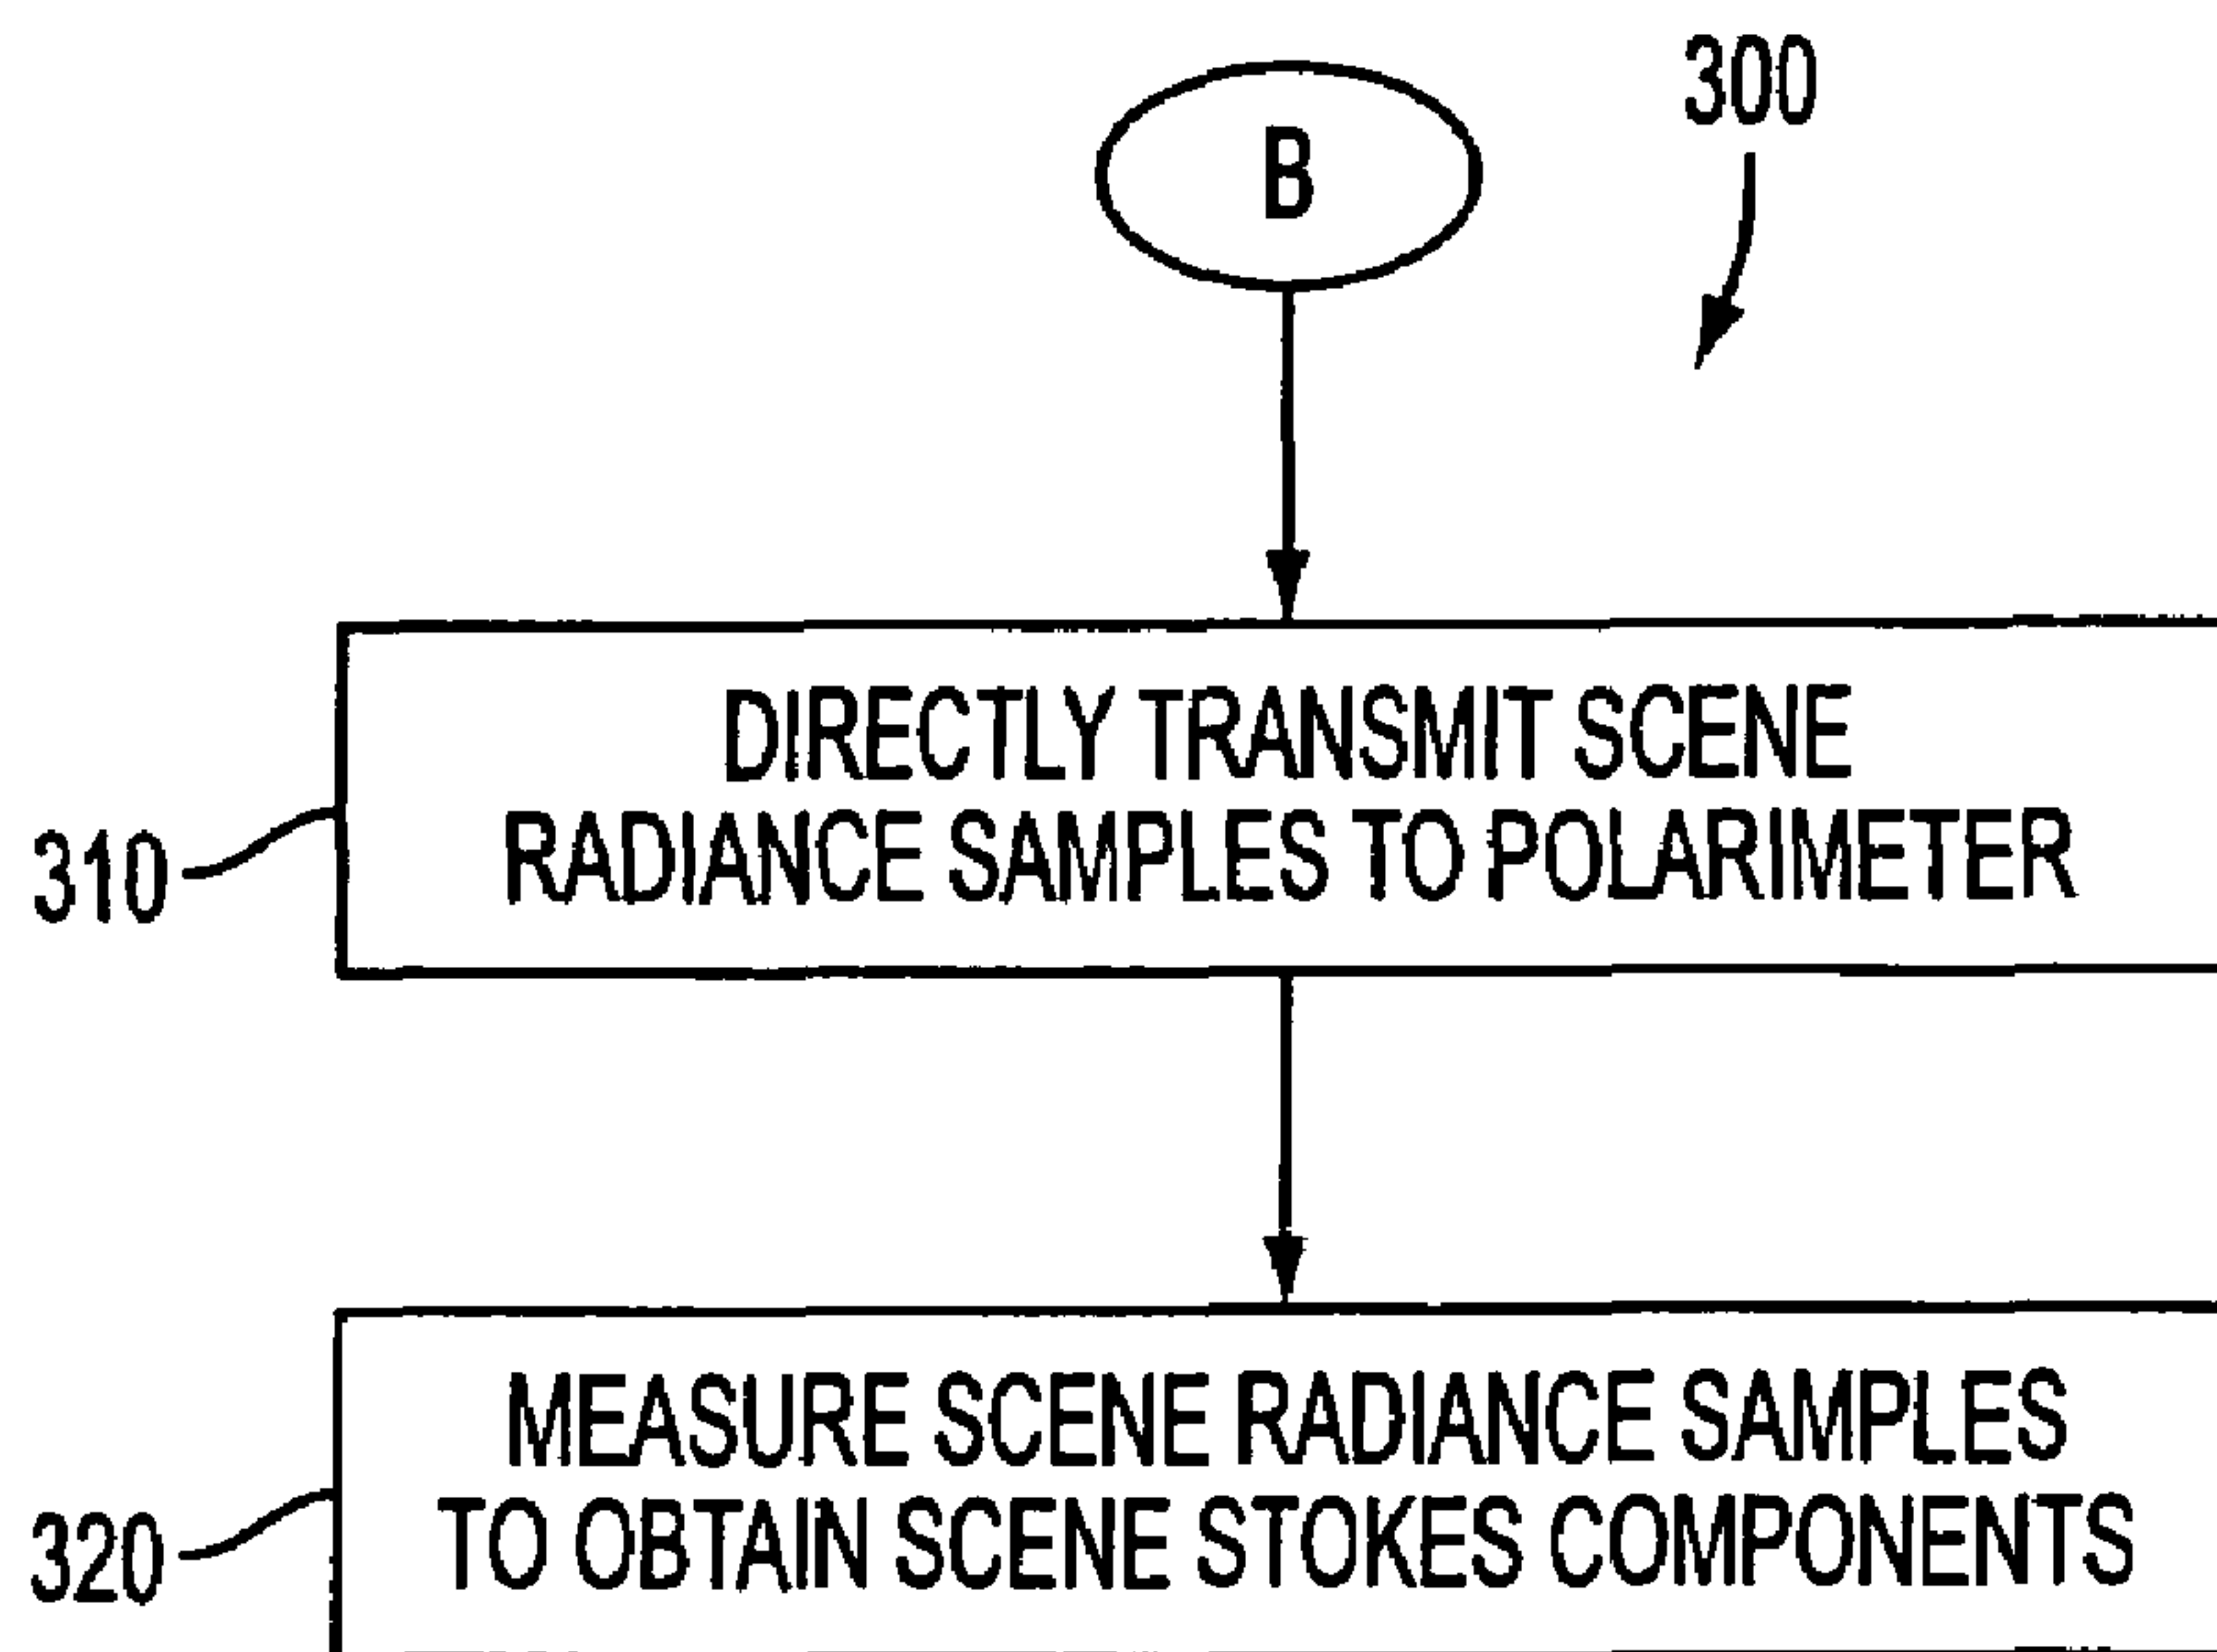 B
300
DIRECTLY TRANSMIT SCENE
RADIANCE SAMPLES TO POLARIMETER
310
MEASURE SCENE RADIANCE SAMPLES
TO OBTAIN SCENE STOKES COMPONENTS
320